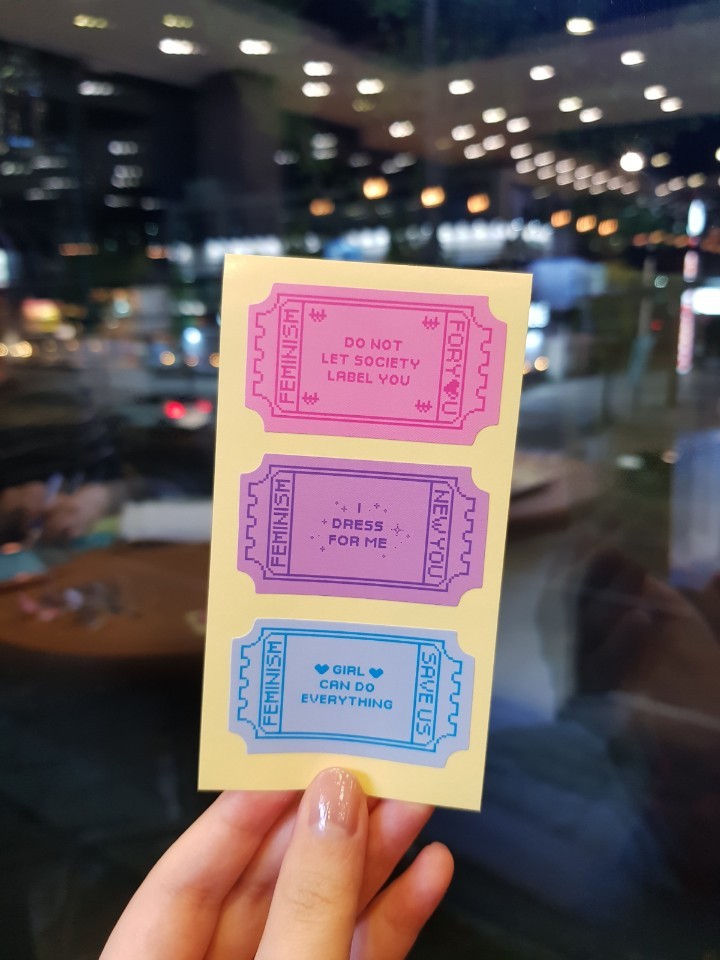 FEMINISM
DO NOT
LET SOCIETY
LABEL YOU
FOR Y♥U
FEMINISM
I
DRESS
FOR ME
NEW YOU
FEMINISM
♥ GIRL ♥
CAN DO
EVERYTHING
SAVE US